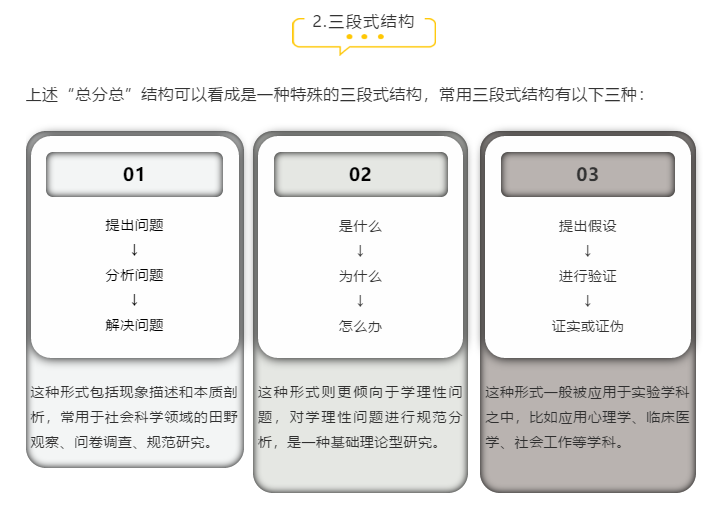 2.三段式结构
上述“总分总”结构可以看成是一种特殊的三段式结构，常用三段式结构有以下三种：
01
提出问题
↓
分析问题
↓
解决问题
这种形式包括现象描述和本质剖
析，常用于社会科学领域的田野
观察、问卷调查、规范研究。
02
是什么
↓
为什么
↓
怎么办
这种形式则更倾向于学理性问
题，对学理性问题进行规范分
析，是一种基础理论型研究。
03
提出假设
↓
进行验证
↓
证实或证伪
这种形式一般被应用于实验学科
之中，比如应用心理学、临床医
学、社会工作等学科。